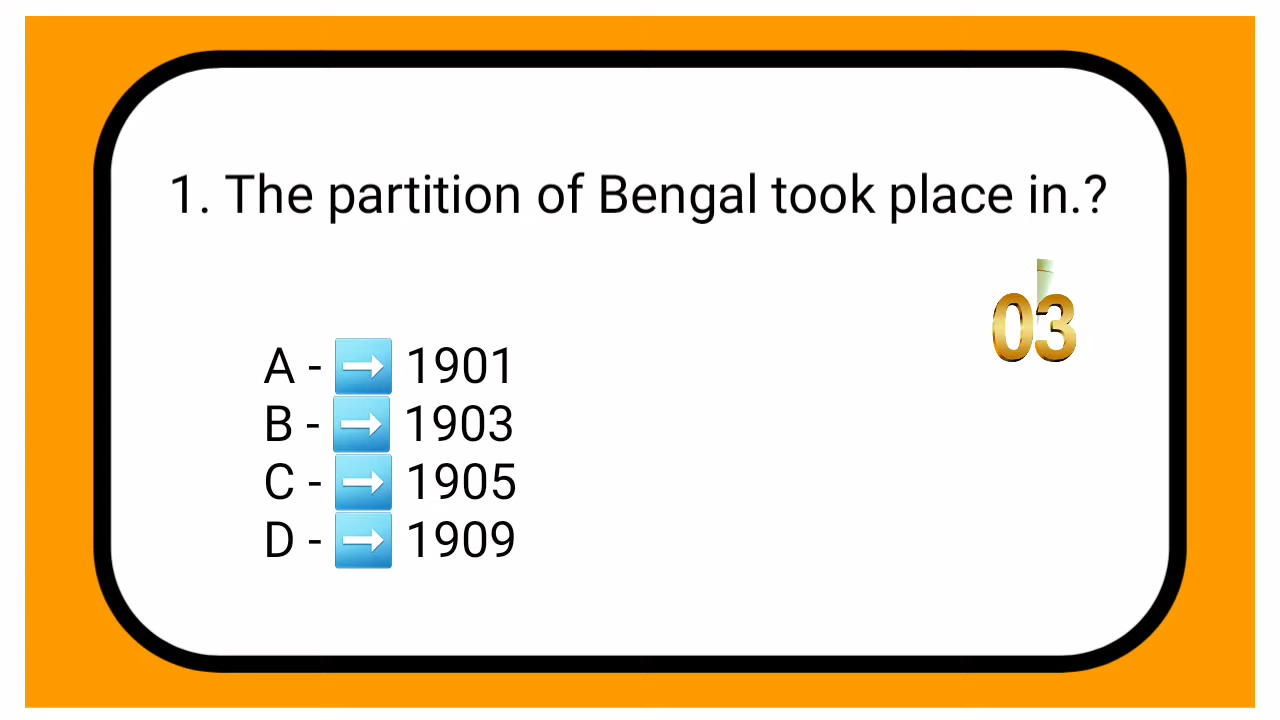 1. The partition of Bengal took place in.?
03
A - ➡️ 1901
B - ➡️ 1903
C - ➡️ 1905
D - ➡️ 1909